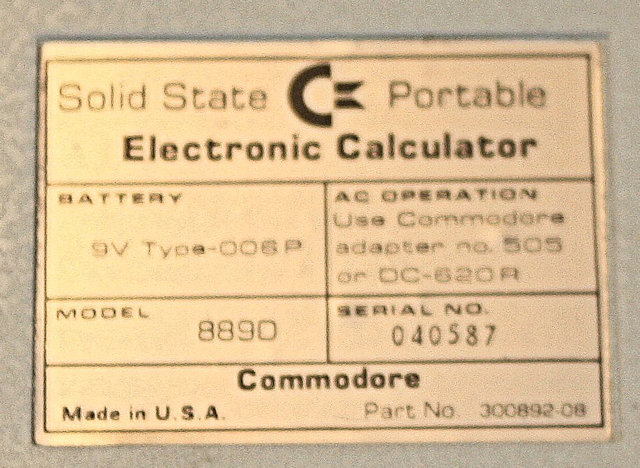 Solid State Portable
Electronic Calculator
BATTERY
9V Type-006P
AC OPERATION
Use Commodore
adapter no. 505
or DC-620R
MODEL
889D
SERIAL NO.
040587
Commodore
Made in U.S.A.
Part No. 300892-08